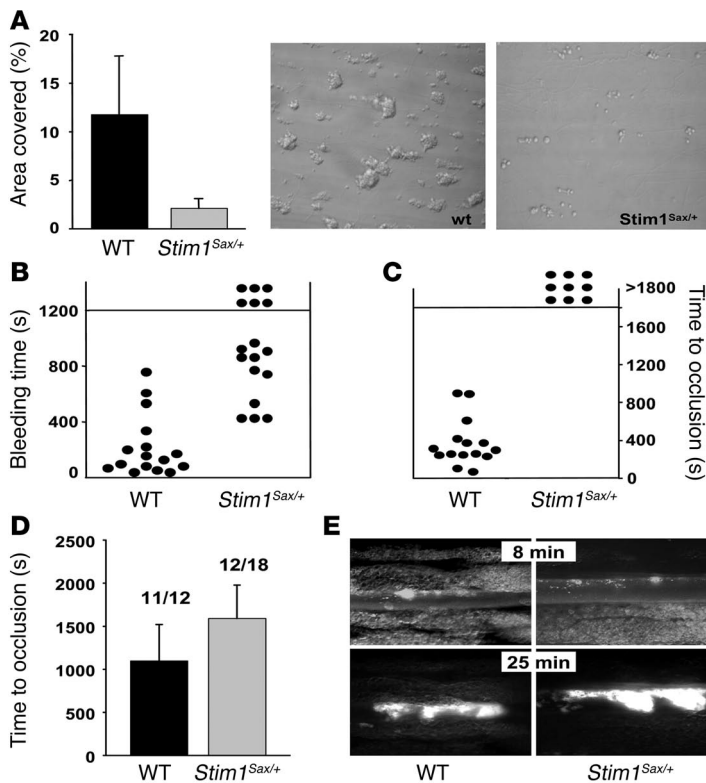 A
Area covered (%)
20
15
10
5
0
WT
Stim1Sax/+
wt
Stim1Sax/+
B
Bleeding time (s)
1200
800
400
0
WT
Stim1Sax/+
C
>1800
1600
1200
800
400
0
Time to occlusion (s)
WT
Stim1Sax/+
D
Time to occlusion (s)
2500
2000
1500
1000
500
0
11/12
12/18
WT
Stim1Sax/+
E
8 min
25 min
WT
Stim1Sax/+